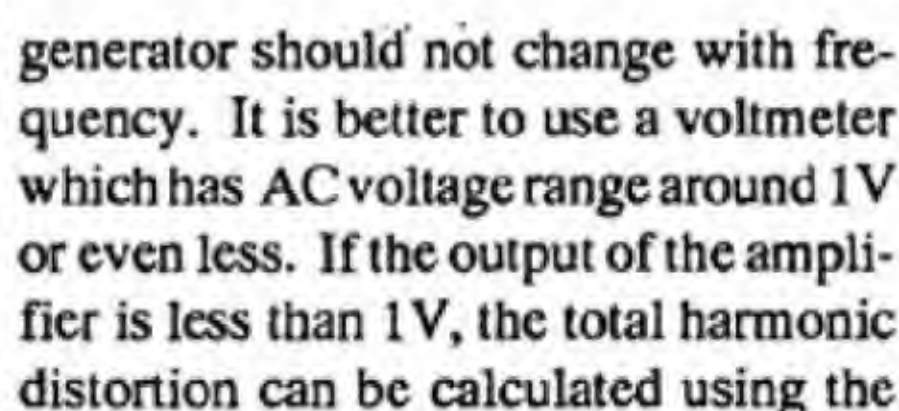 generator should not change with fre-
quency. It is better to use a voltmeter
which has AC voltage range around 1V
or even less. If the output of the ampli-
fier is less than 1V, the total harmonic
distortion can be calculated using the